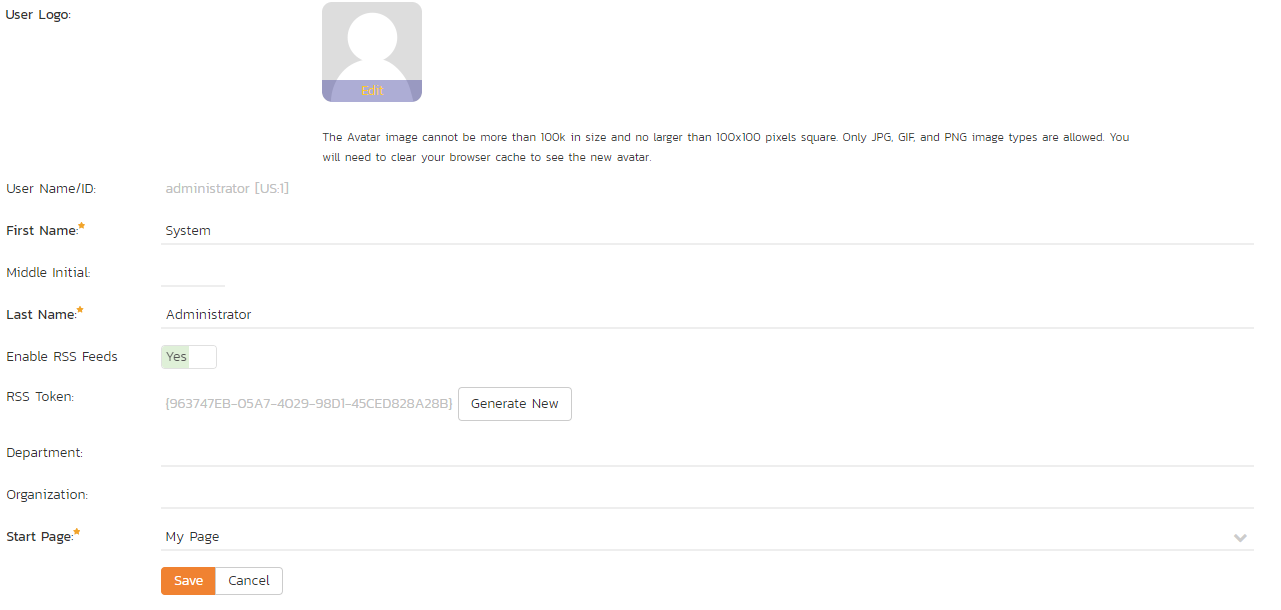 User Logo:
Edit
The Avatar image cannot be more than 100k in size and no larger than 100x100 pixels square. Only JPG, GIF, and PNG image types are allowed. You
will need to clear your browser cache to see the new avatar.
User Name/ID: administrator [US:1]
First Name:* System
Middle Initial:
Last Name:* Administrator
Enable RSS Feeds Yes
RSS Token: {963747EB-05A7-4029-98D1-45CED828A28B} Generate New
Department:
Organization:
Start Page:* My Page
Save Cancel